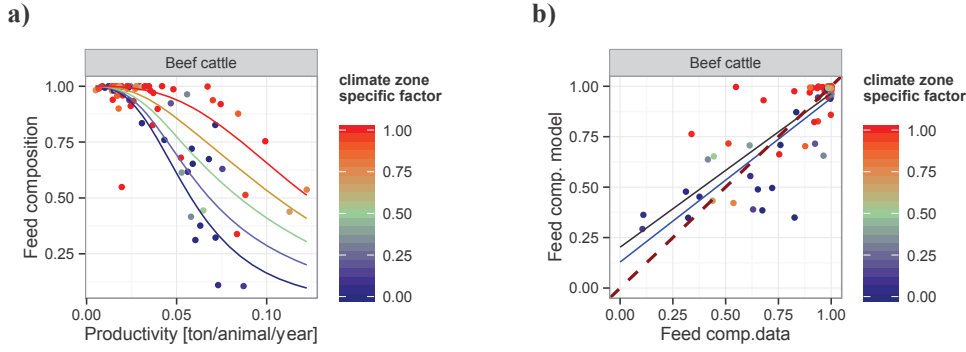 a)
Beef cattle
Feed composition
1.00
0.75
0.50
0.25
0.00
0.05
0.10
Productivity [ton/animal/year]
climate zone
specific factor
1.00
0.75
0.50
0.25
0.00
b)
Beef cattle
Feed comp. model
1.00
0.75
0.50
0.25
0.00
0.00
0.25
0.50
0.75
1.00
Feed comp.data
climate zone
specific factor
1.00
0.75
0.50
0.25
0.00